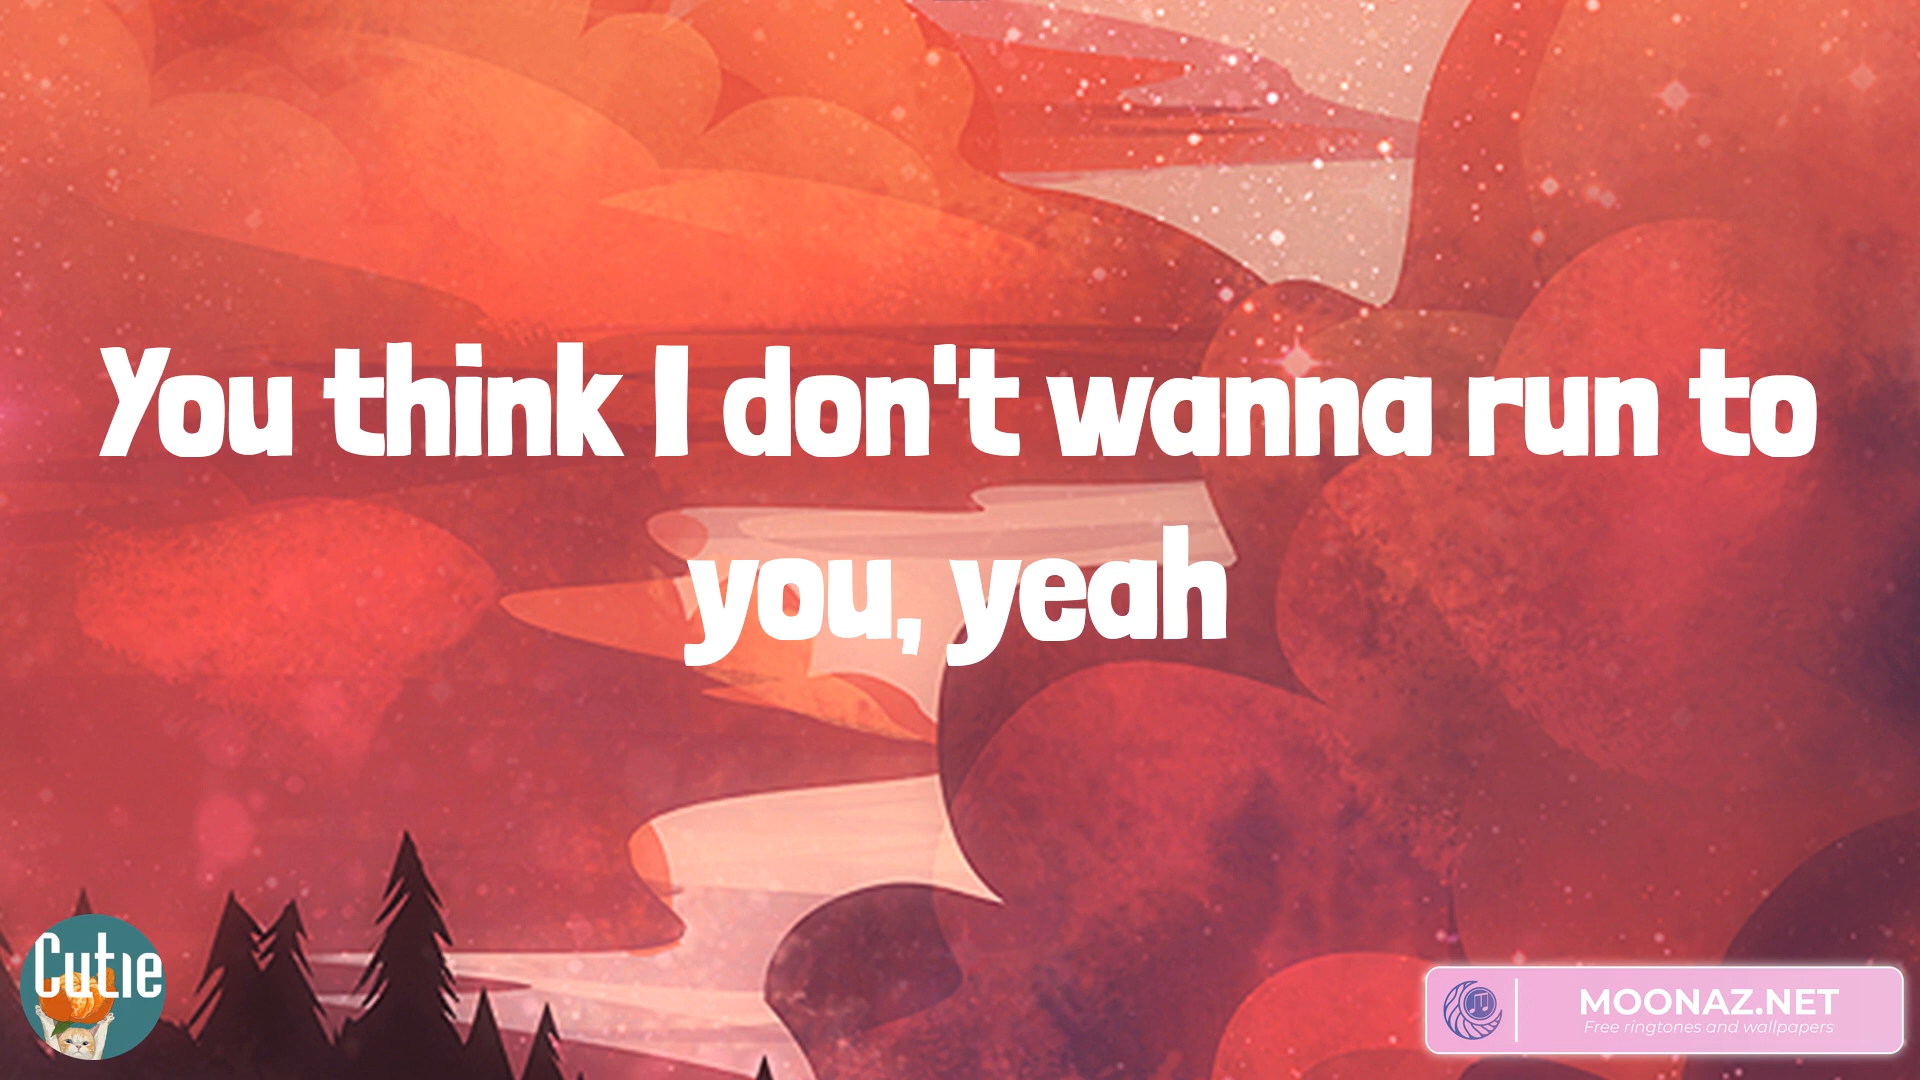 You think I don't wanna run to
you, yeah
Cutie
MOONAZ.NET
Free ringtones and wallpapers